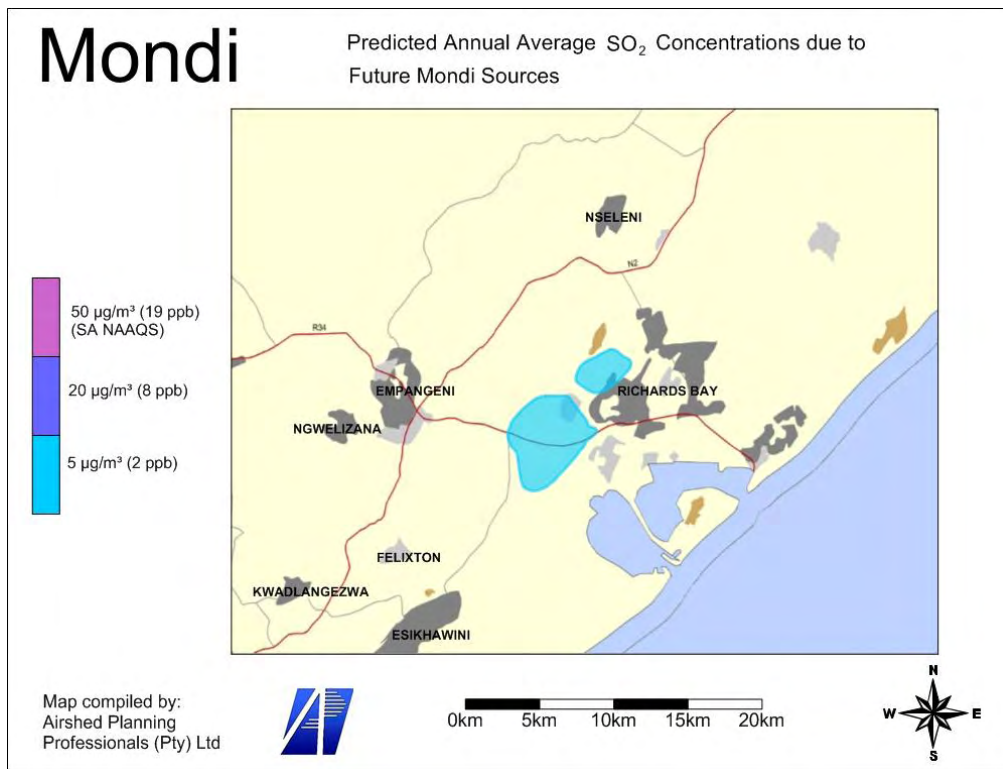 Mondi
Predicted Annual Average SO₂ Concentrations due to
Future Mondi Sources
50 µg/m³ (19 ppb)
(SA NAAQS)
20 µg/m³ (8 ppb)
5 µg/m³ (2 ppb)
NSELENI
N2
R34
EMPANGENI
RICHARDS BAY
NGWELIZANA
FELIXTON
KWADLANGEZWA
ESIKHAWINI
Map compiled by:
Airshed Planning
Professionals (Pty) Ltd
0km 5km 10km 15km 20km
N
W E
S